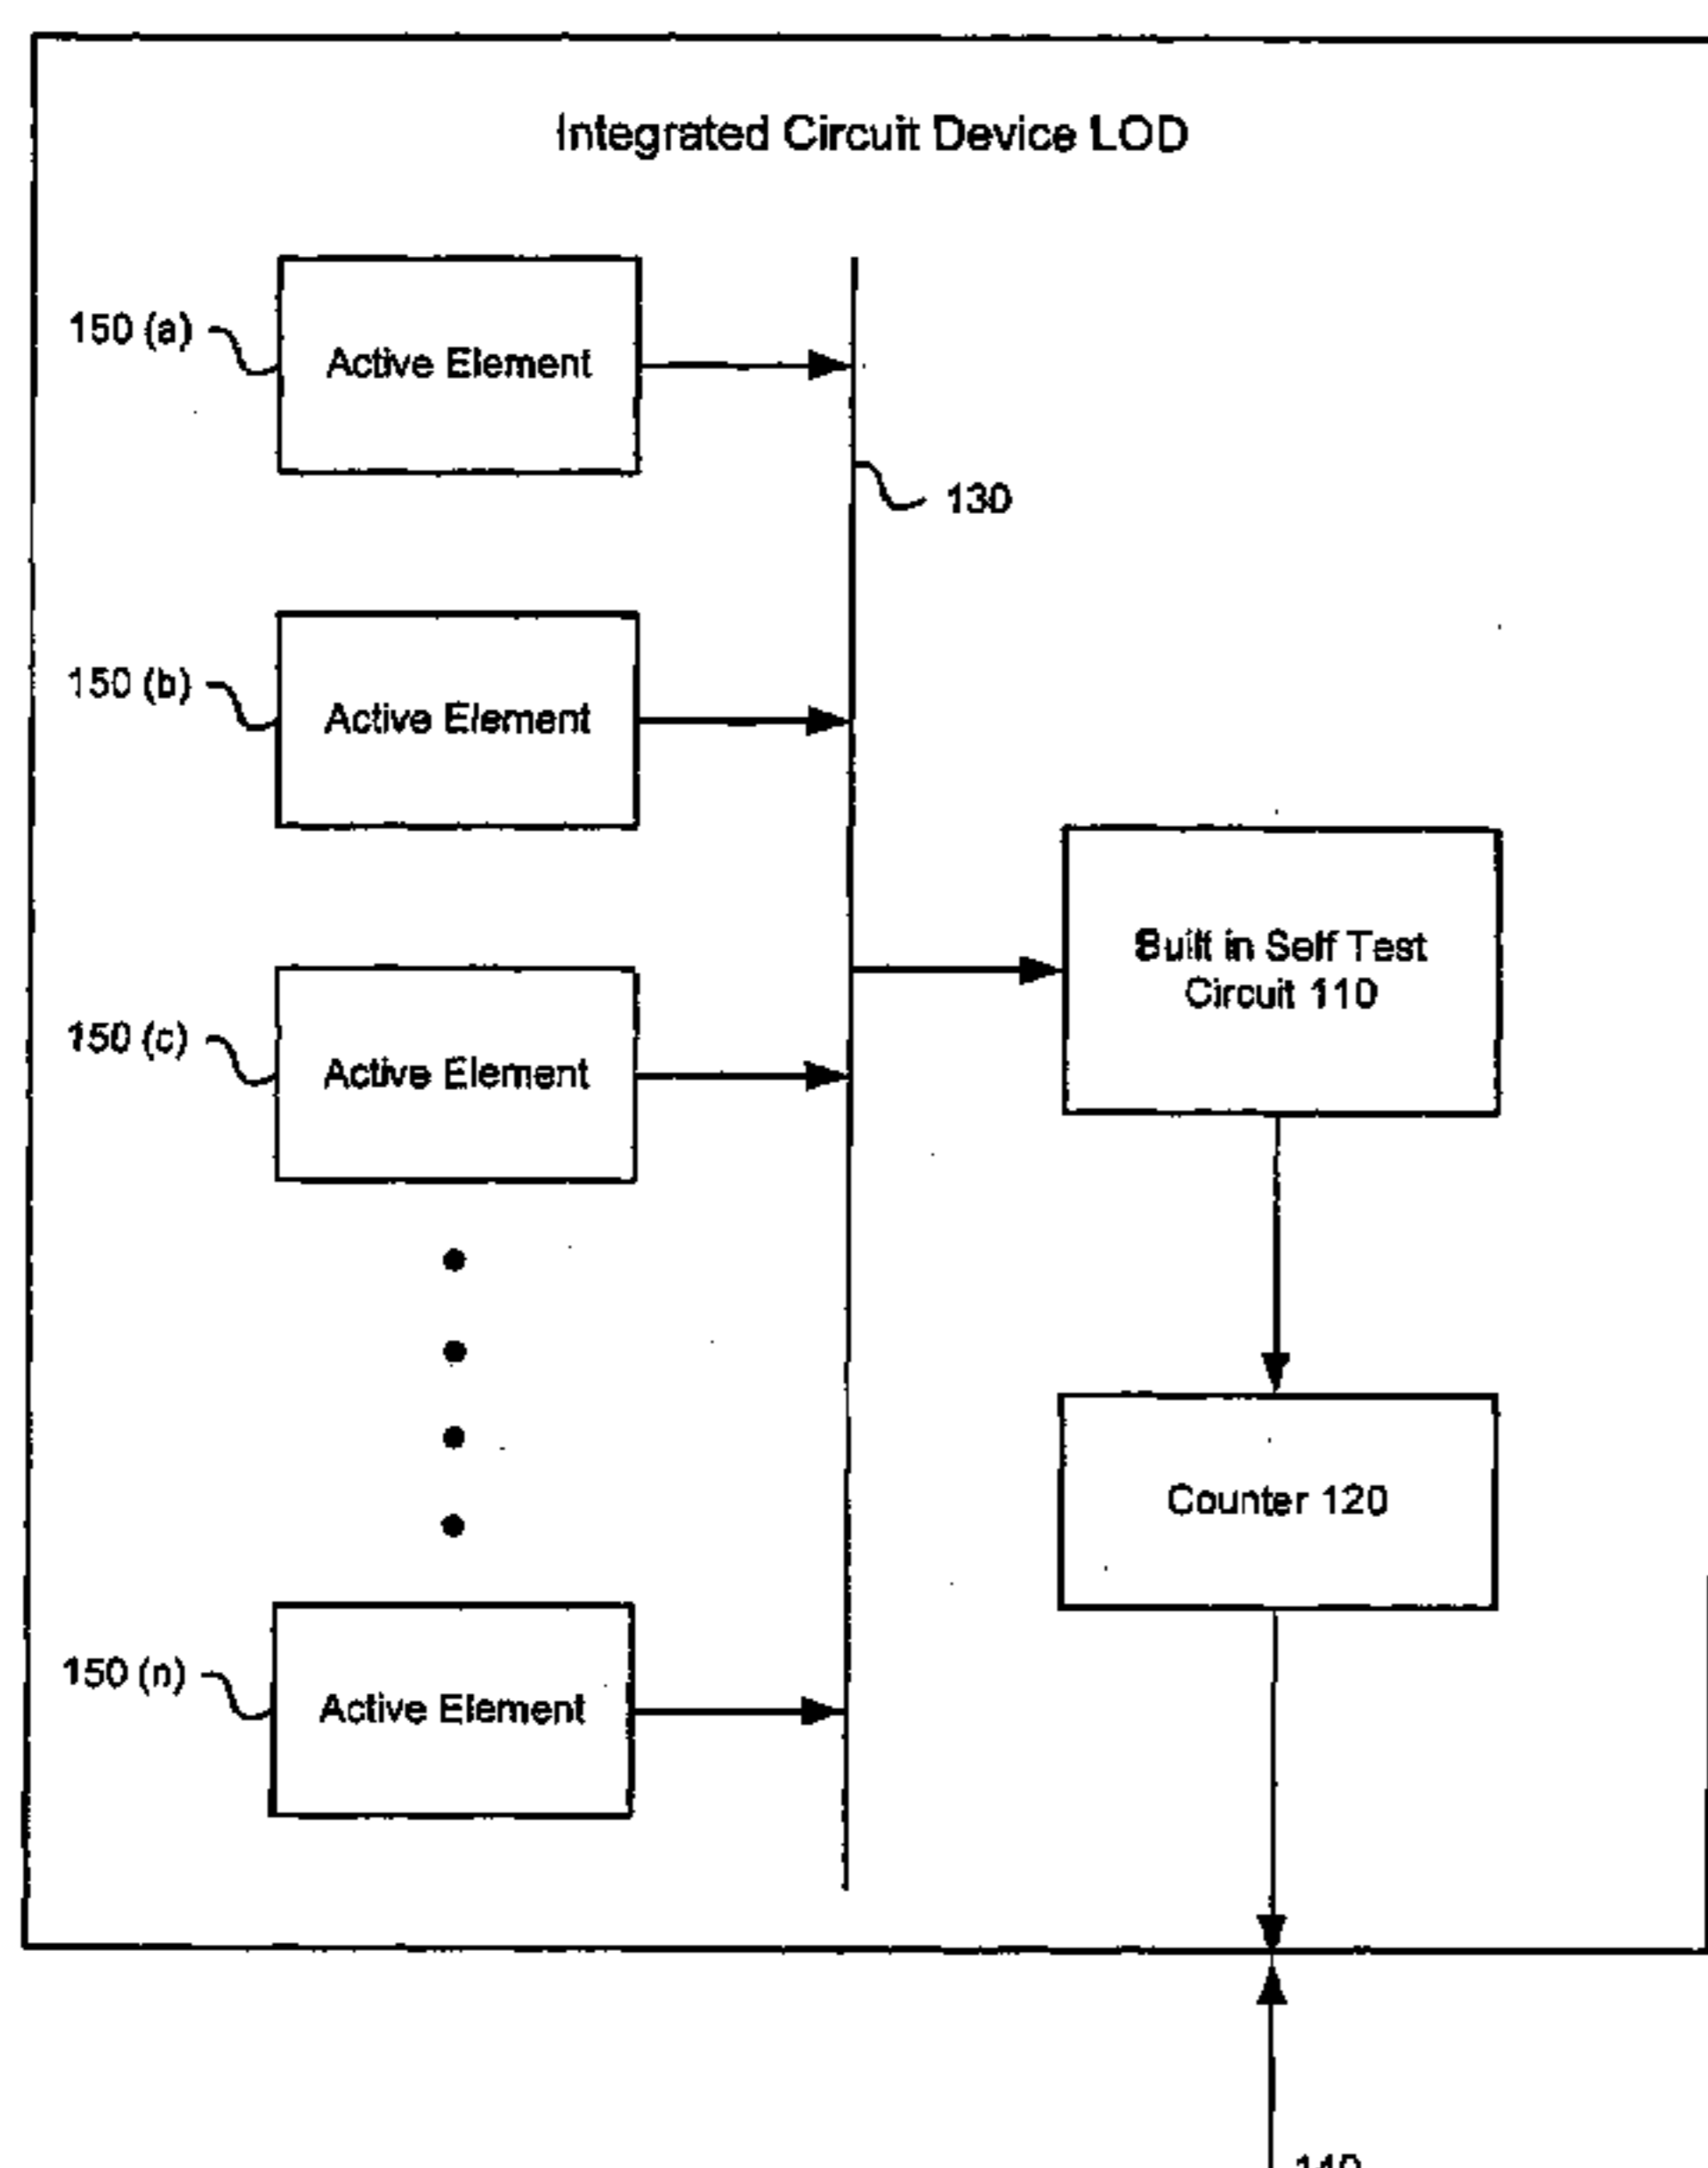 Integrated Circuit Device LOD
150 (a)
Active Element
130
150 (b)
Active Element
Built in Self Test
Circuit 110
150 (c)
Active Element
Counter 120
150 (n)
Active Element